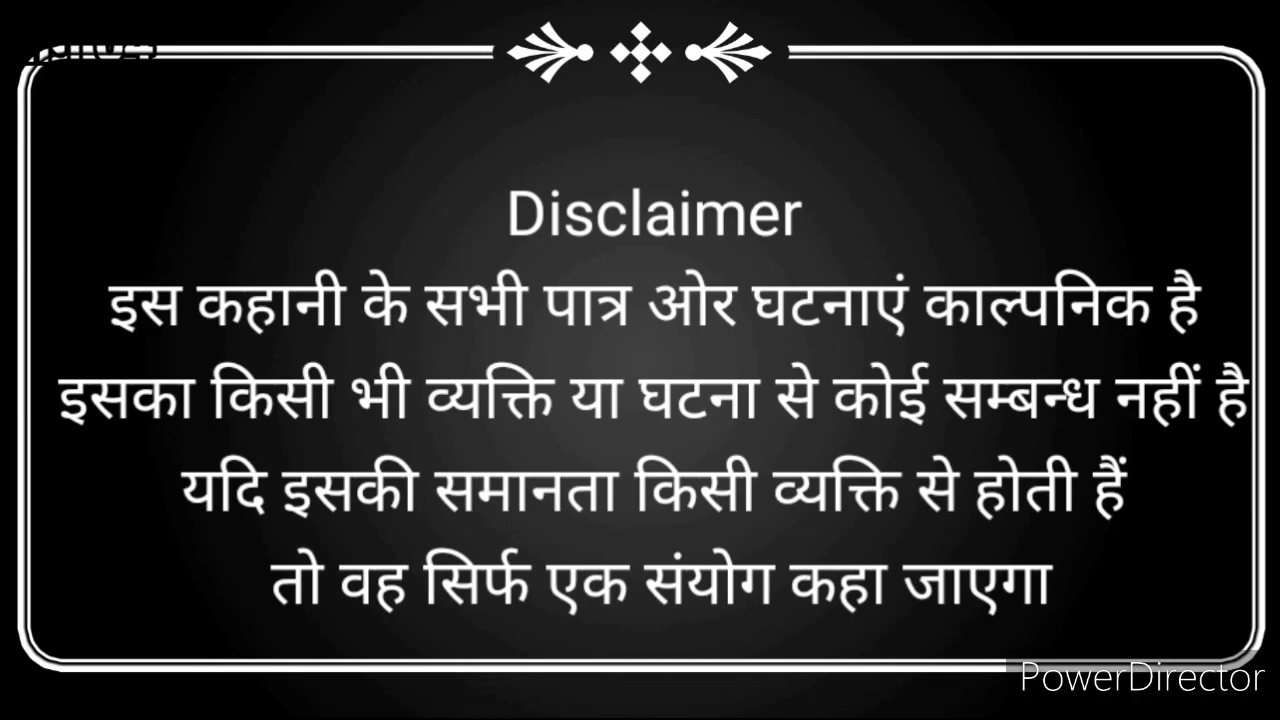 Disclaimer
इस कहानी के सभी पात्र ओर घटनाएं काल्पनिक है
इसका किसी भी व्यक्ति या घटना से कोई सम्बन्ध नहीं है
यदि इसकी समानता किसी व्यक्ति से होती हैं
तो वह सिर्फ एक संयोग कहा जाएगा
PowerDirector